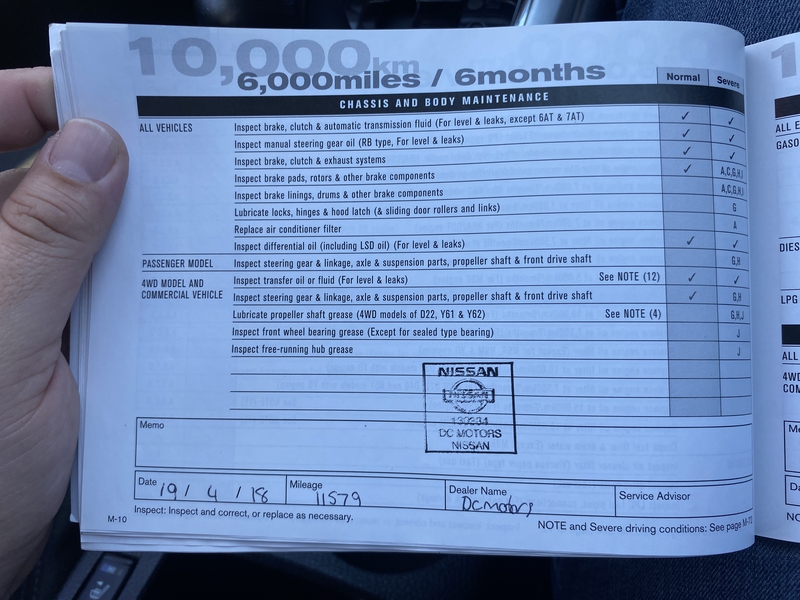 10,000km
6,000miles / 6months
Normal Severe
CHASSIS AND BODY MAINTENANCE
ALL VEHICLES Inspect brake, clutch & automatic transmission fluid (For level & leaks, except 6AT & 7AT) ✓ ✓
Inspect manual steering gear oil (RB type, For level & leaks) ✓ ✓
Inspect brake, clutch & exhaust systems ✓ ✓
Inspect brake pads, rotors & other brake components ✓ A,C,G,H,J
Inspect brake linings, drums & other brake components A,C,G,H,J
Lubricate locks, hinges & hood latch (& sliding door rollers and links) G
Replace air conditioner filter A
Inspect differential oil (including LSD oil) (For level & leaks) ✓ ✓
PASSENGER MODEL Inspect steering gear & linkage, axle & suspension parts, propeller shaft & front drive shaft G,H
4WD MODEL AND COMMERCIAL VEHICLE Inspect transfer oil or fluid (For level & leaks) See NOTE (12) ✓ ✓
Inspect steering gear & linkage, axle & suspension parts, propeller shaft & front drive shaft ✓ G,H
Lubricate propeller shaft grease (4WD models of D22, Y61 & Y62) See NOTE (4) G,H,J
Inspect front wheel bearing grease (Except for sealed type bearing) J
Inspect free-running hub grease J
NISSAN
NISSAN
DC MOTORS
NISSAN
Memo
Date 19 / 4 / 18
Mileage 11579
Dealer Name DC motors
Service Advisor
M-10
Inspect: Inspect and correct, or replace as necessary.
NOTE and Severe driving conditions: See page
1
ALL E
GASO
DIES
LPG
ALL
4WD
COM
Me
Da
NO